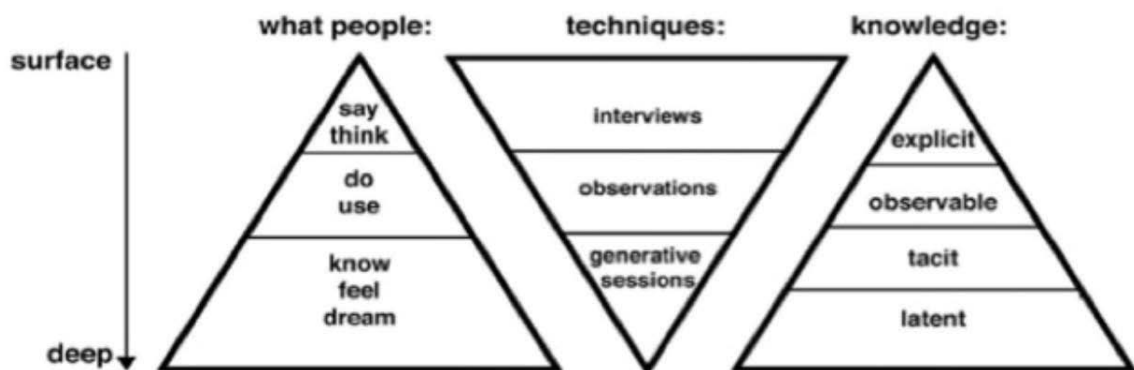 what people:
techniques:
knowledge:
surface
say
think
do
use
know
feel
dream
interviews
observations
generative
sessions
explicit
observable
tacit
latent
deep